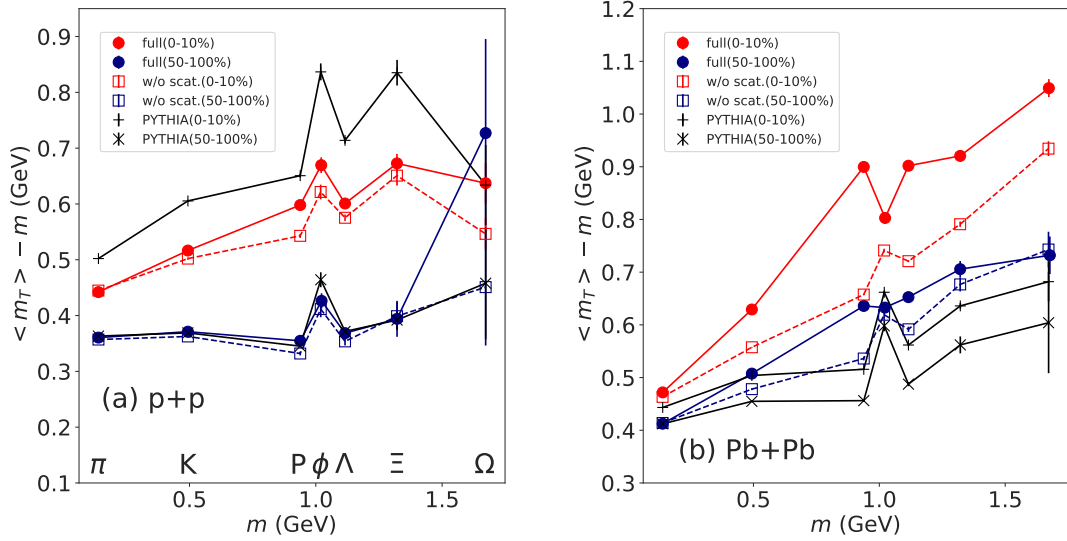 0.9
0.8
0.7
0.6
0.5
0.4
0.3
0.2
0.1
< m_T > − m (GeV)
full(0-10%)
full(50-100%)
w/o scat.(0-10%)
w/o scat.(50-100%)
PYTHIA(0-10%)
PYTHIA(50-100%)
(a) p+p
π K P ϕ Λ Ξ Ω
0.5 1.0 1.5
m (GeV)
1.2
1.1
1.0
0.9
0.8
0.7
0.6
0.5
0.4
0.3
< m_T > − m (GeV)
full(0-10%)
full(50-100%)
w/o scat.(0-10%)
w/o scat.(50-100%)
PYTHIA(0-10%)
PYTHIA(50-100%)
(b) Pb+Pb
0.5 1.0 1.5
m (GeV)